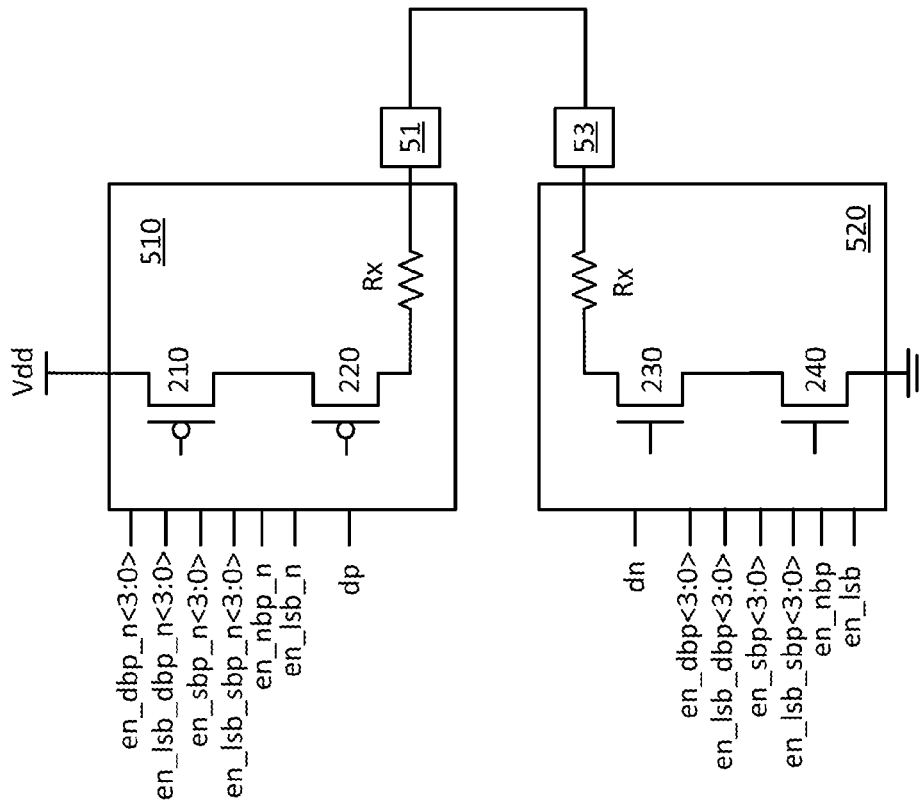 Vdd
510
210
220
Rx
51
en_dbp_n<3:0>
en_lsb_dbp_n<3:0>
en_sbp_n<3:0>
en_lsb_sbp_n<3:0>
en_nbp_n
en_lsb_n
dp
53
Rx
230
240
520
dn
en_dbp<3:0>
en_lsb_dbp<3:0>
en_sbp<3:0>
en_lsb_sbp<3:0>
en_nbp
en_lsb